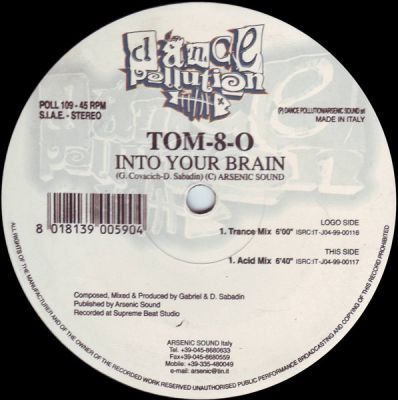 dance
pollution
POLL 109 - 45 RPM
S.I.A.E. - STEREO
(P) DANCE POLLUTION/ARSENIC SOUND srl
MADE IN ITALY
TOM-8-O
INTO YOUR BRAIN
(G. Covacich-D. Sabadin) (C) ARSENIC SOUND
8 018139 005904
LOGO SIDE
1. Trance Mix 6'00" ISRC:IT-J04-99-00116
THIS SIDE
1. Acid Mix 6'40" ISRC:IT-J04-99-00117
Composed, Mixed & Produced by Gabriel & D. Sabadin
Published by Arsenic Sound
Recorded at Supreme Beat Studio
ARSENIC SOUND Italy
Tel. +39-045-8680633
Fax+39-045-8680559
Mobile +39-335-480049
e-mail: arsenic@tin.it
ALL RIGHTS OF THE MANUFACTURER AND OF THE OWNER OF THE RECORDED WORK RESERVED UNAUTHORISED PUBLIC PERFORMANCE BROADCASTING AND COPYING OF THIS RECORD PROHIBITED